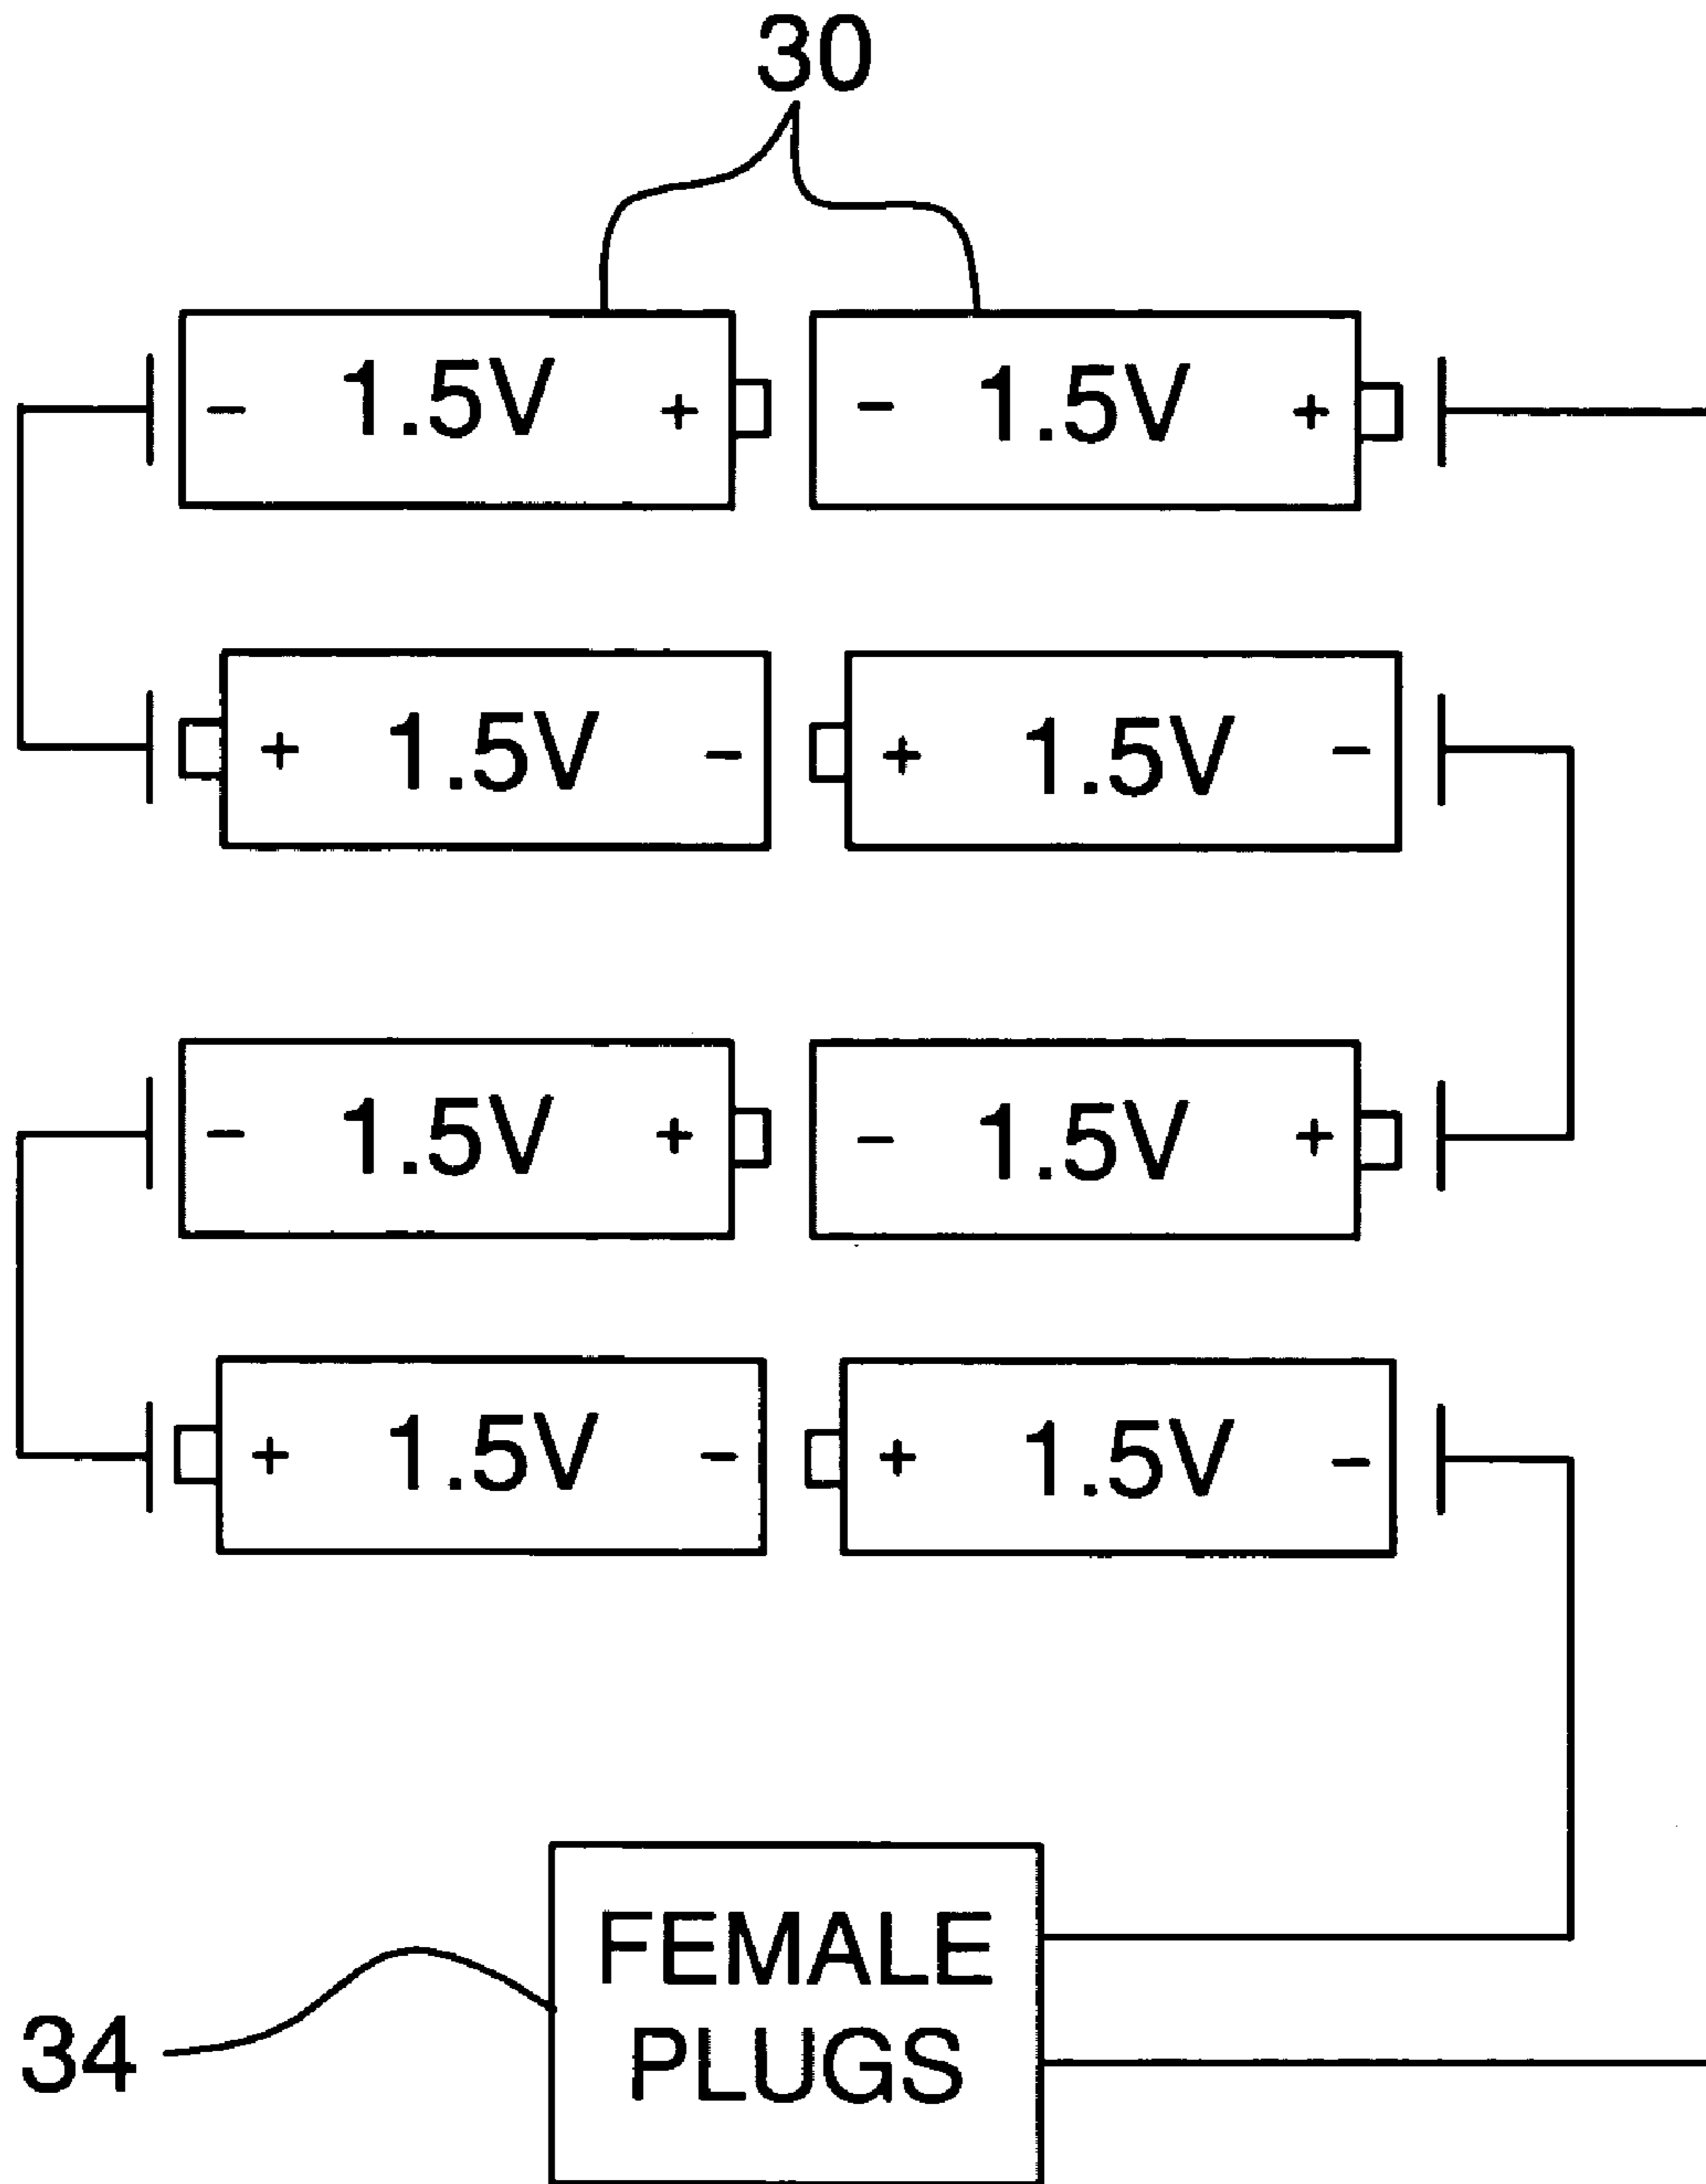 30
- 1.5V + - 1.5V +
+ 1.5V - + 1.5V -
- 1.5V + - 1.5V +
+ 1.5V - + 1.5V -
FEMALE
PLUGS
34